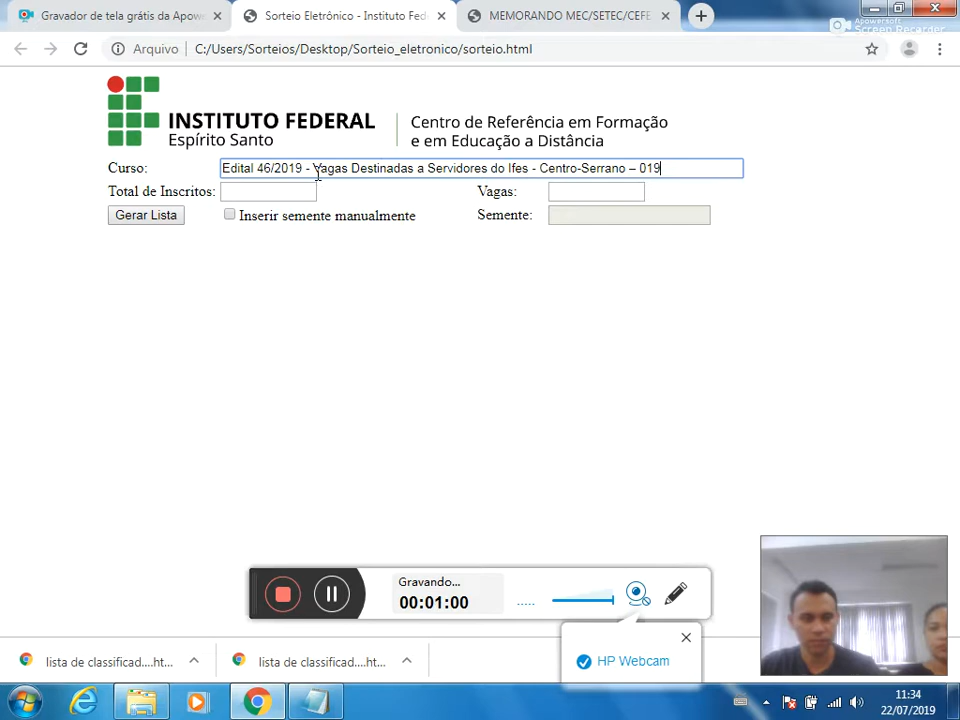 Gravador de tela grátis da Apowe
Sorteio Eletrônico - Instituto Fede
MEMORANDO MEC/SETEC/CEFE
Apowersoft
Screen Recorder
Arquivo
C:/Users/Sorteios/Desktop/Sorteio_eletronico/sorteio.html
INSTITUTO FEDERAL
Espírito Santo
Centro de Referência em Formação
e em Educação a Distância
Curso: Edital 46/2019 - Vagas Destinadas a Servidores do Ifes - Centro-Serrano – 019
Total de Inscritos: Vagas:
Gerar Lista Inserir semente manualmente Semente:
Gravando...
00:01:00
HP Webcam
lista de classificad....ht...
lista de classificad....ht...
11:34
22/07/2019